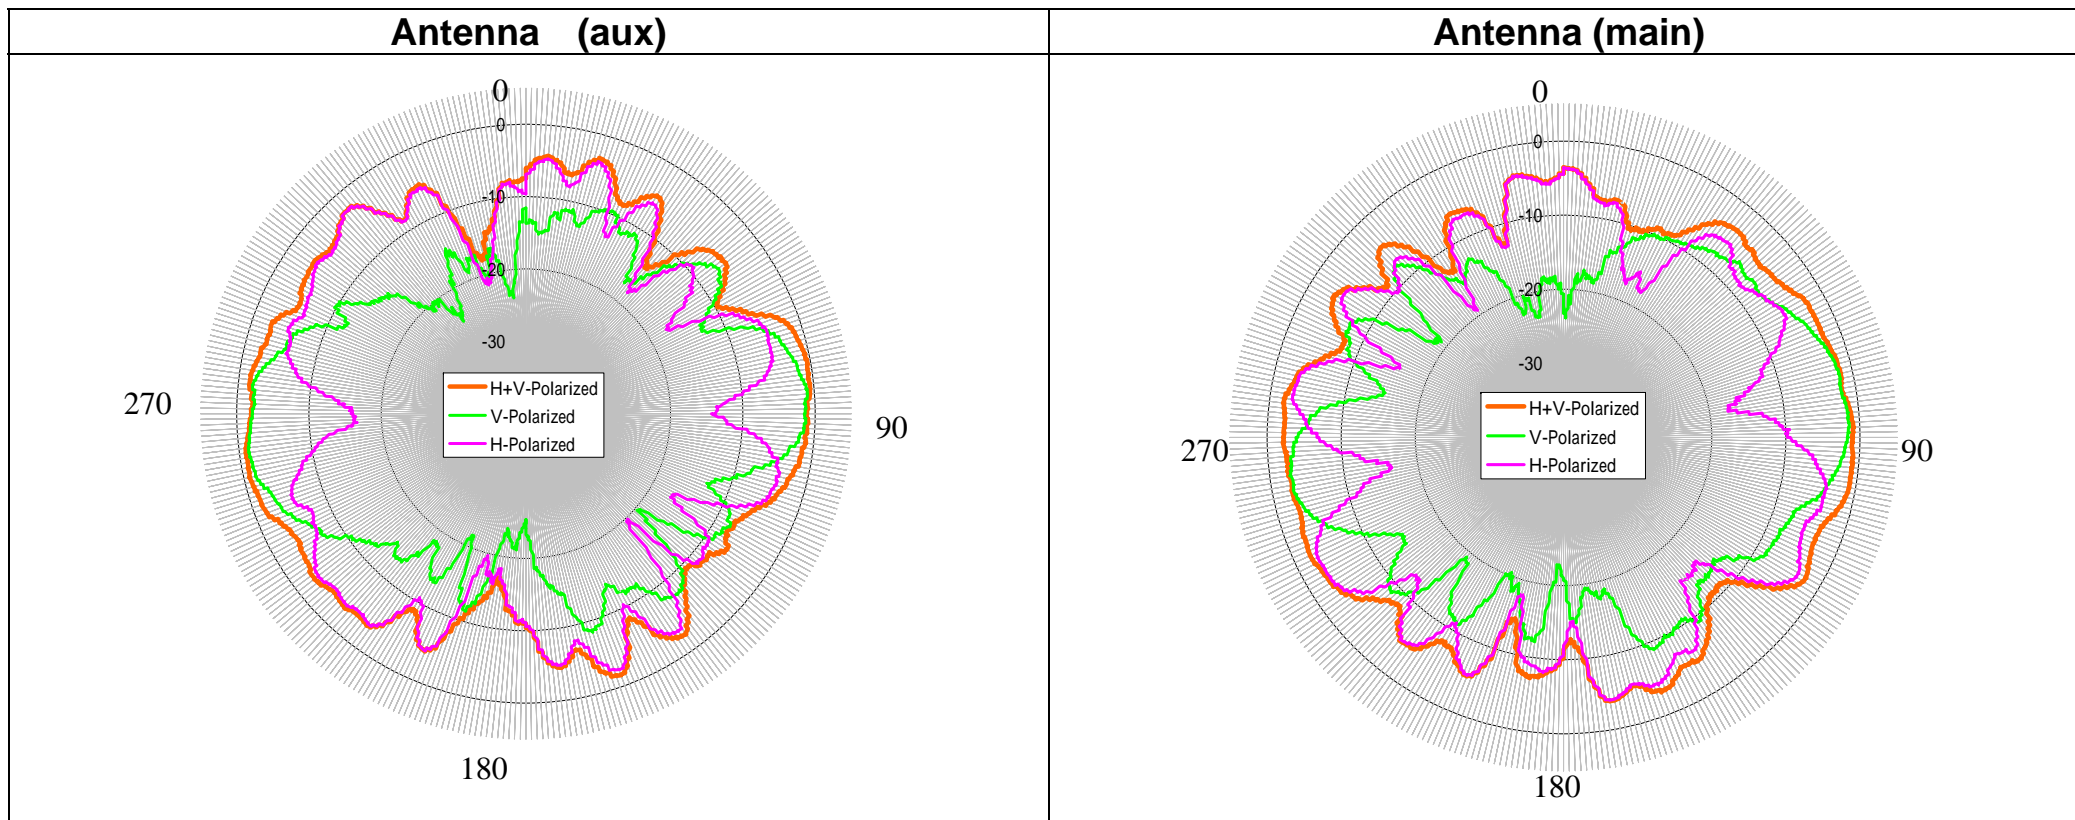 Antenna (aux)
Antenna (main)
0
0
-10
-20
-30
H+V-Polarized
V-Polarized
H-Polarized
270
90
180
0
0
-10
-20
-30
H+V-Polarized
V-Polarized
H-Polarized
270
90
180